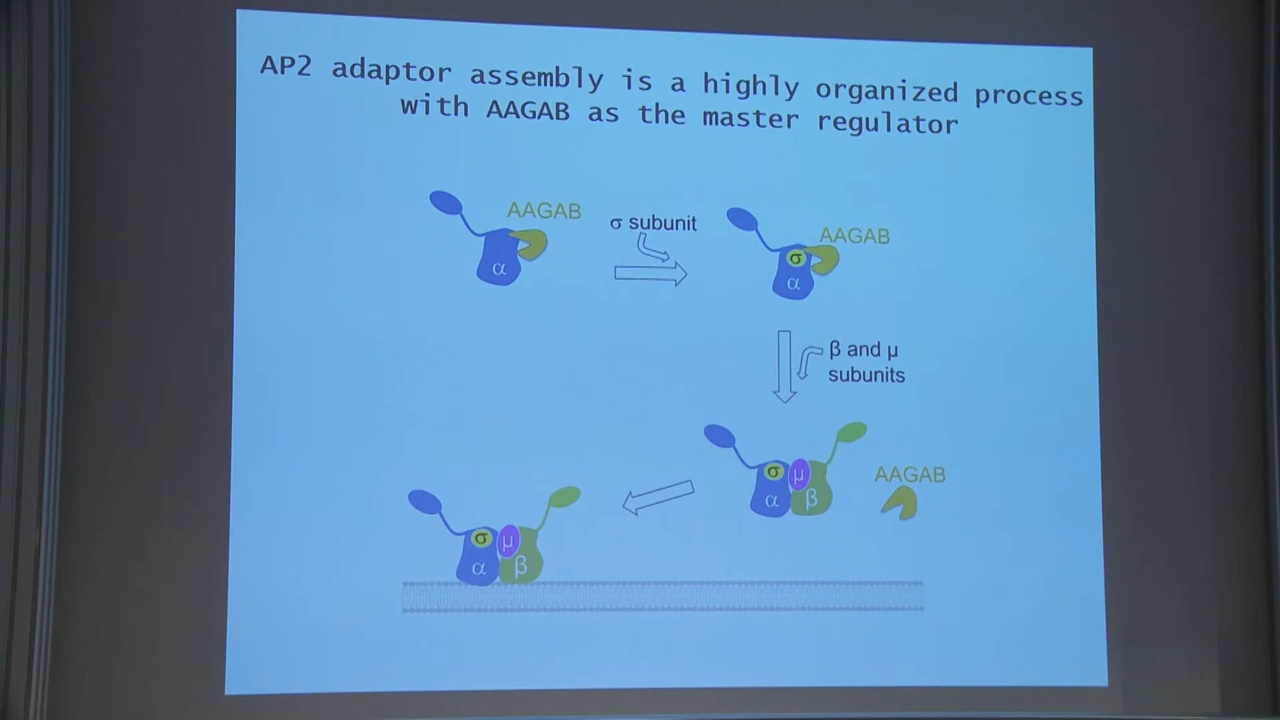 AP2 adaptor assembly is a highly organized process
with AAGAB as the master regulator
AAGAB
α
σ subunit
AAGAB
σ
α
β and μ
subunits
σ
μ
α
β
AAGAB
σ
μ
α
β